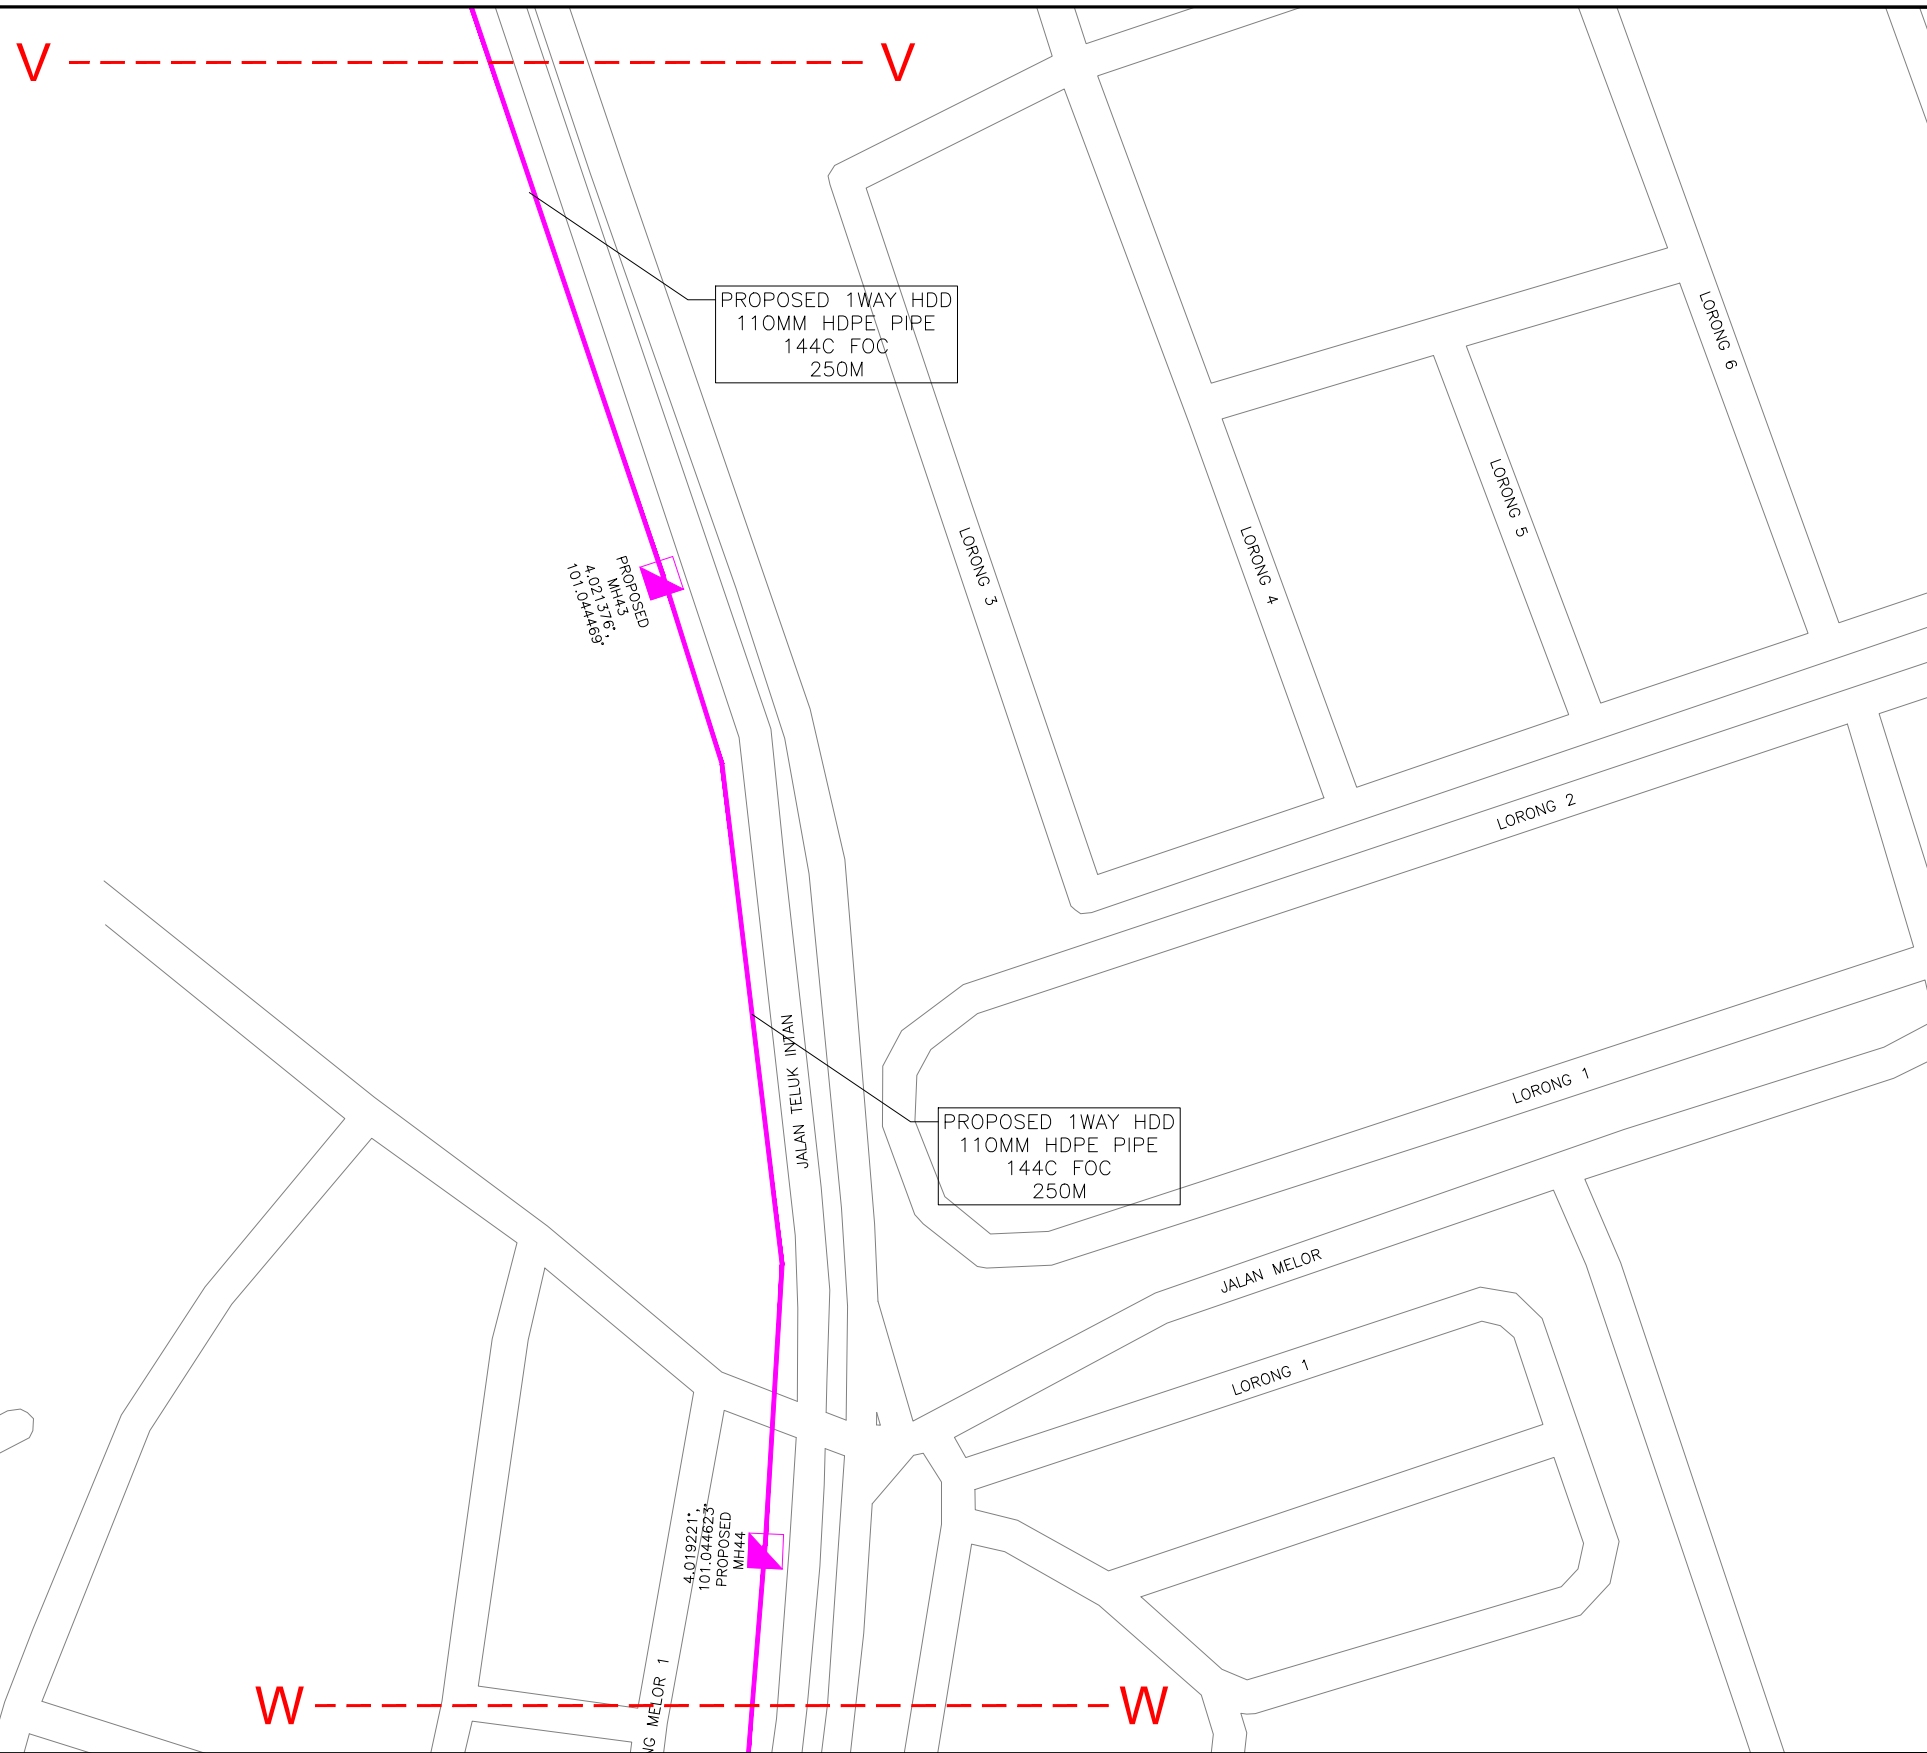 V
V
PROPOSED 1WAY HDD
110MM HDPE PIPE
144C FOC
250M
LORONG 6
LORONG 5
LORONG 4
LORONG 3
PROPOSED
MH43
4.021376°,
101.044469°
LORONG 2
JALAN TELUK INTAN
LORONG 1
PROPOSED 1WAY HDD
110MM HDPE PIPE
144C FOC
250M
JALAN MELOR
LORONG 1
4.019221°,
101.044623°
PROPOSED
MH44
NG MELOR 1
W
W